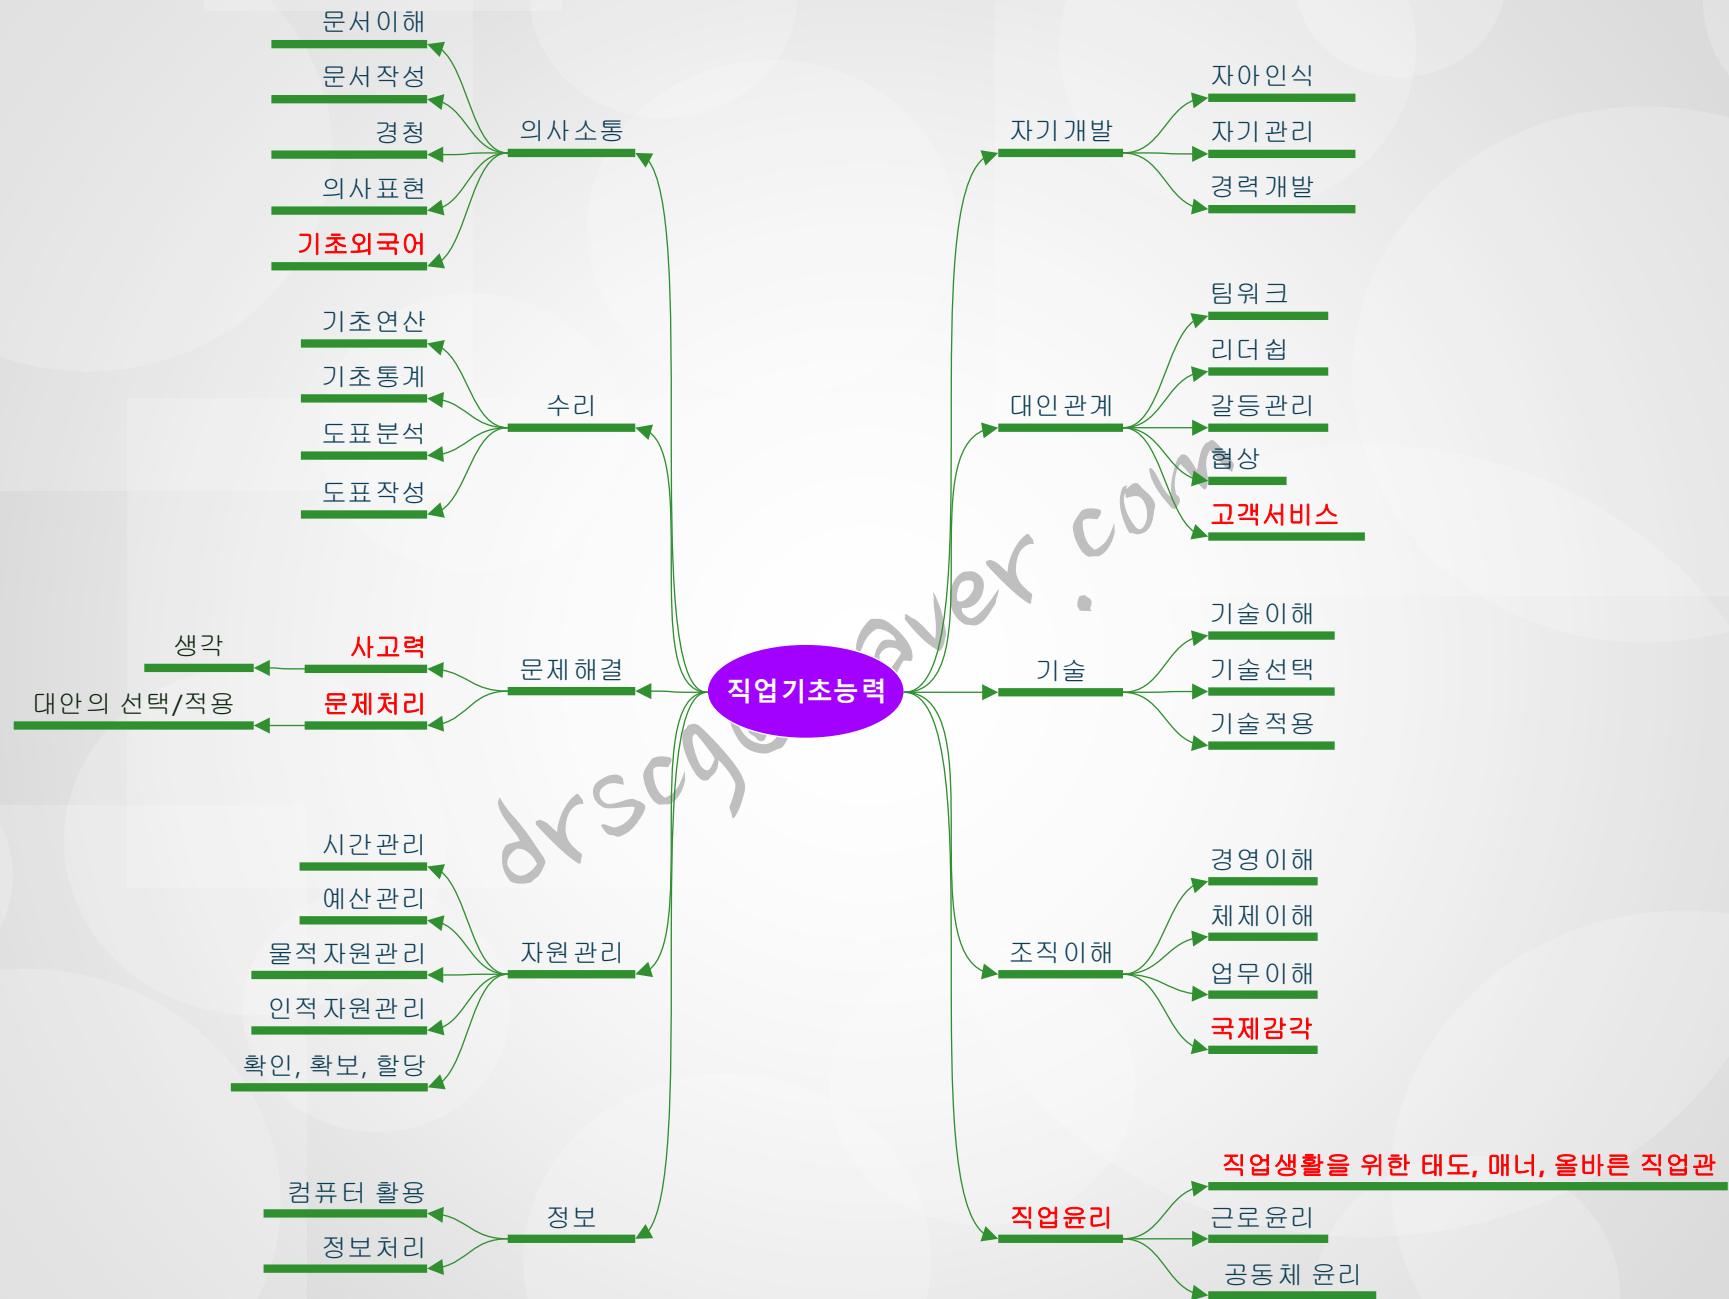 직업기초능력
의사소통
문서이해
문서작성
경청
의사표현
기초외국어
수리
기초연산
기초통계
도표분석
도표작성
문제해결
사고력
생각
문제처리
대안의 선택/적용
자원관리
시간관리
예산관리
물적자원관리
인적자원관리
확인, 확보, 할당
정보
컴퓨터 활용
정보처리
자기개발
자아인식
자기관리
경력개발
대인관계
팀워크
리더쉽
갈등관리
협상
고객서비스
기술
기술이해
기술선택
기술적용
조직이해
경영이해
체제이해
업무이해
국제감각
직업윤리
직업생활을 위한 태도, 매너, 올바른 직업관
근로윤리
공동체 윤리